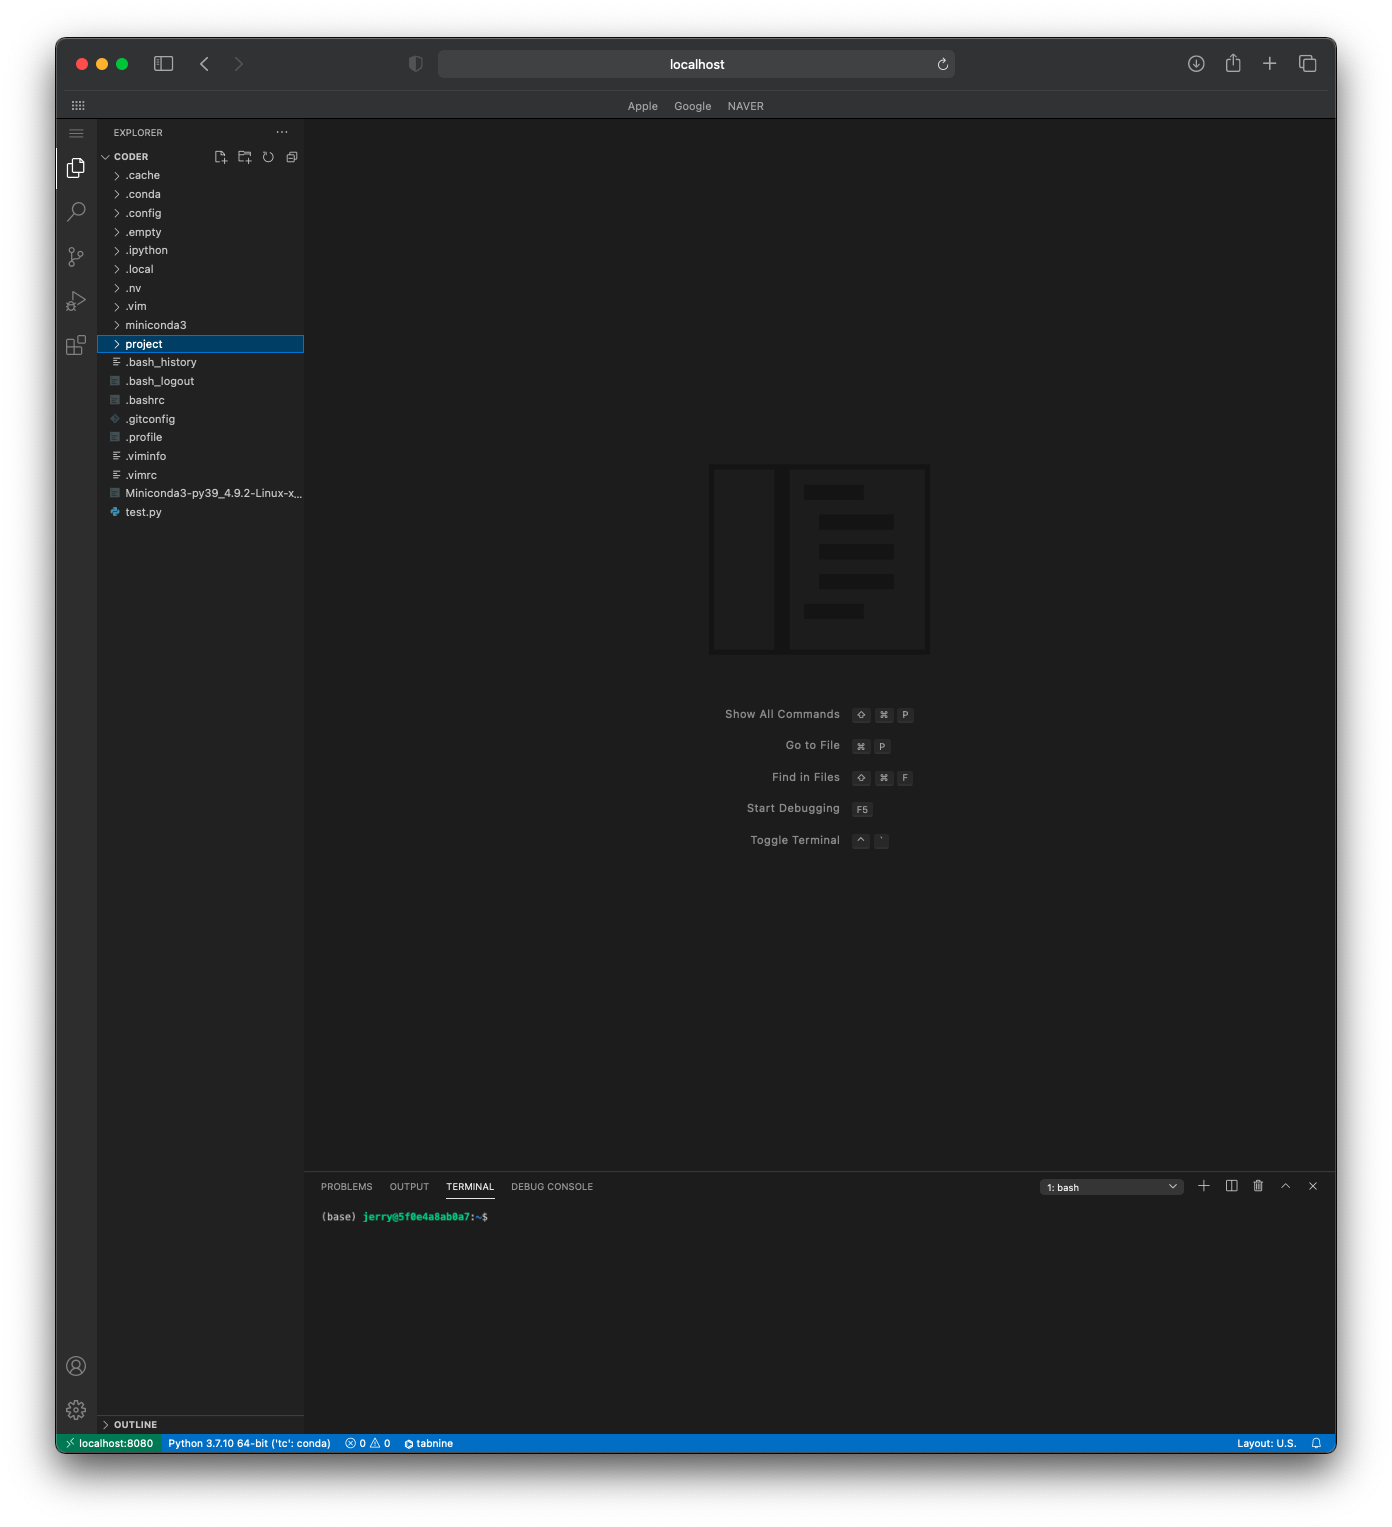 localhost
Apple Google NAVER
EXPLORER
CODER
.cache
.conda
.config
.empty
.ipython
.local
.nv
.vim
miniconda3
project
.bash_history
.bash_logout
.bashrc
.gitconfig
.profile
.viminfo
.vimrc
Miniconda3-py39_4.9.2-Linux-x...
test.py
Show All Commands ⇧ ⌘ P
Go to File ⌘ P
Find in Files ⇧ ⌘ F
Start Debugging F5
Toggle Terminal ^ `
PROBLEMS OUTPUT TERMINAL DEBUG CONSOLE 1: bash
(base) jerry@5f0e4a8ab0a7:~$
OUTLINE
localhost:8080 Python 3.7.10 64-bit ('tc': conda) 0 0 tabnine Layout: U.S.